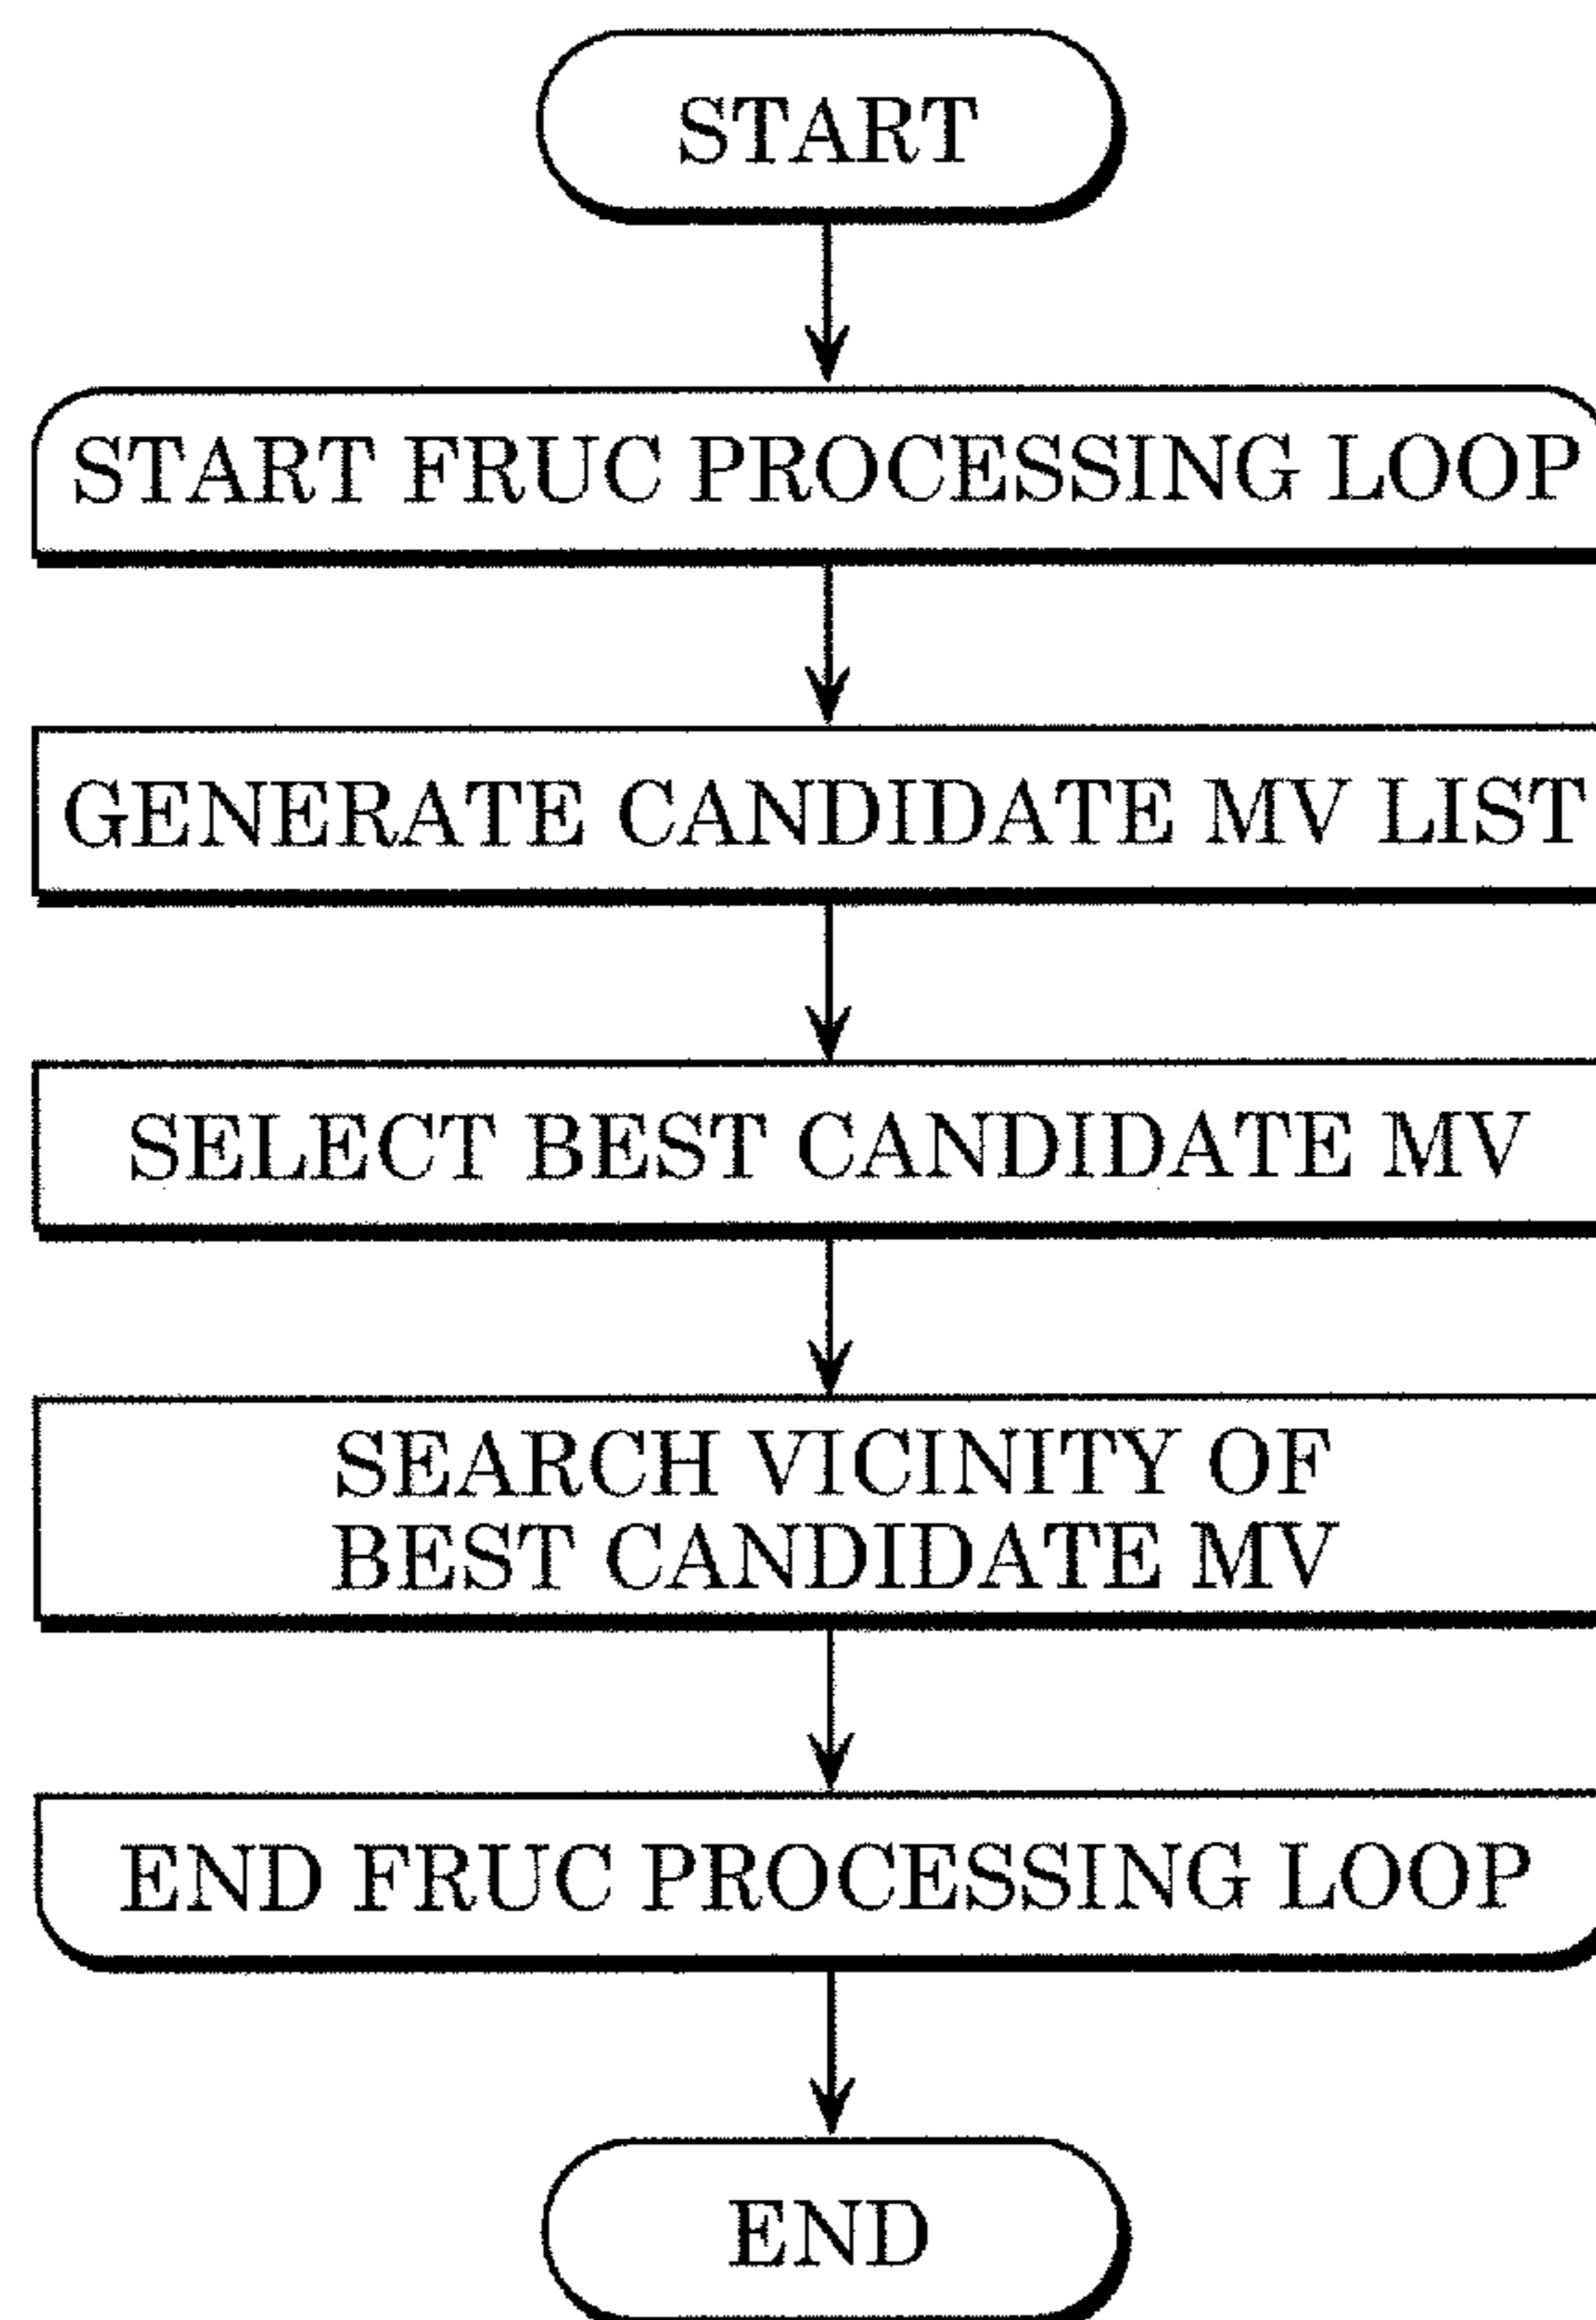 START
START FRUC PROCESSING LOOP
GENERATE CANDIDATE MV LIST
SELECT BEST CANDIDATE MV
SEARCH VICINITY OF
BEST CANDIDATE MV
END FRUC PROCESSING LOOP
END